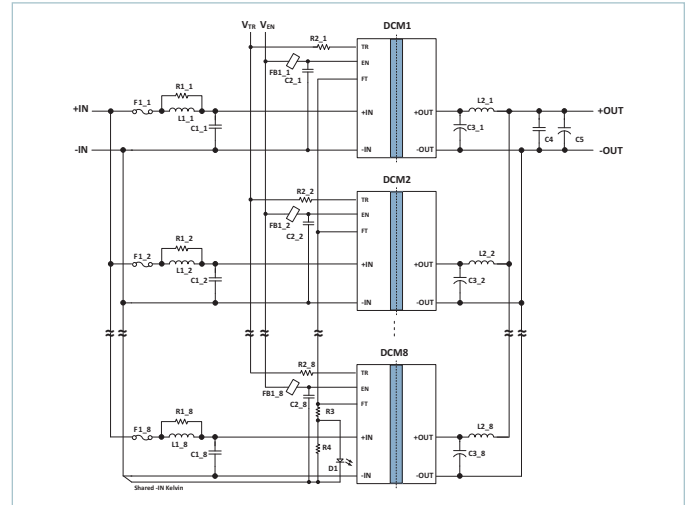 V_TR V_EN
R2_1
DCM1
TR
EN
FT
FB1_1
C2_1
R1_1
F1_1
L1_1
+IN
C1_1
+IN
+OUT
L2_1
C3_1
C4
C5
+OUT
-IN
-IN
-OUT
-OUT
R2_2
DCM2
TR
EN
FT
FB1_2
C2_2
R1_2
F1_2
L1_2
C1_2
+IN
+OUT
L2_2
C3_2
-IN
-OUT
R2_8
DCM8
TR
EN
FT
FB1_8
C2_8
R3
R1_8
F1_8
L1_8
C1_8
R4
D1
+IN
+OUT
L2_8
C3_8
-IN
-OUT
Shared -IN Kelvin